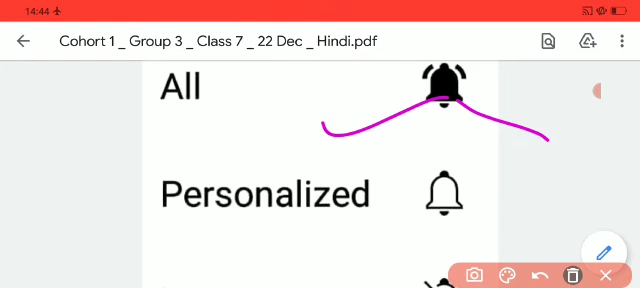 14:44
Cohort 1 _ Group 3 _ Class 7 _ 22 Dec _ Hindi.pdf
All
Personalized